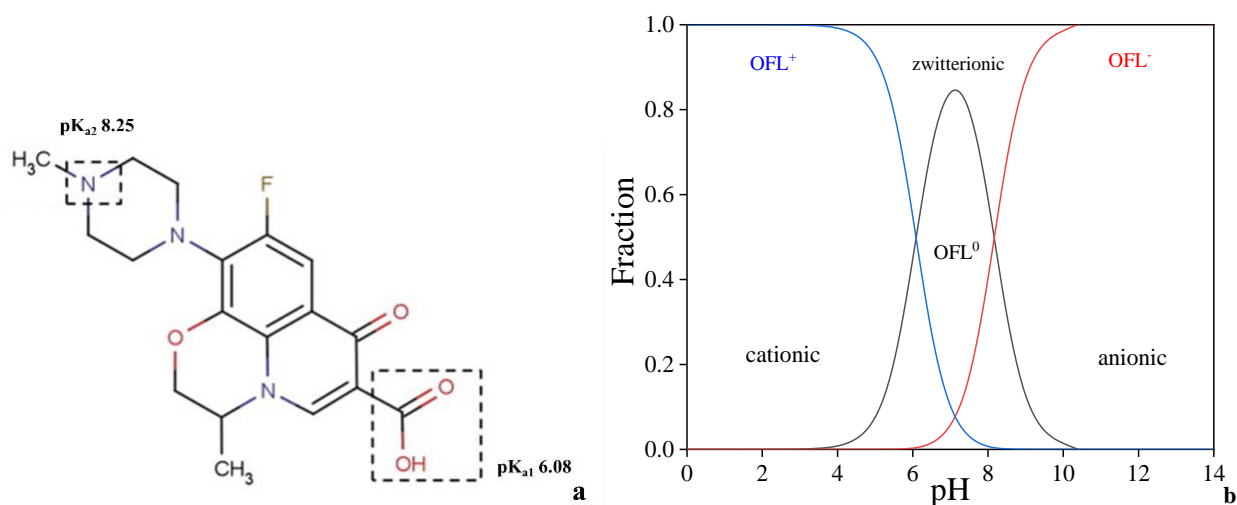 pKa2 8.25
H3C
N
N
F
O
O
N
O
OH
CH3
pKa1 6.08
a
Fraction
1.0
0.8
0.6
0.4
0.2
0.0
OFL+
zwitterionic
OFL-
OFL0
cationic
anionic
0 2 4 6 8 10 12 14
pH
b